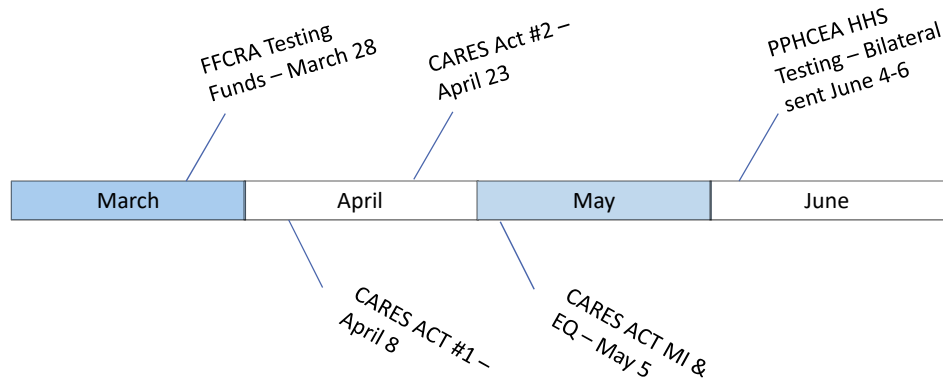 FFCRA Testing
Funds – March 28
CARES Act #2 –
April 23
PPHCEA HHS
Testing – Bilateral
sent June 4-6
March
April
May
June
CARES ACT #1 –
April 8
CARES ACT MI &
EQ – May 5